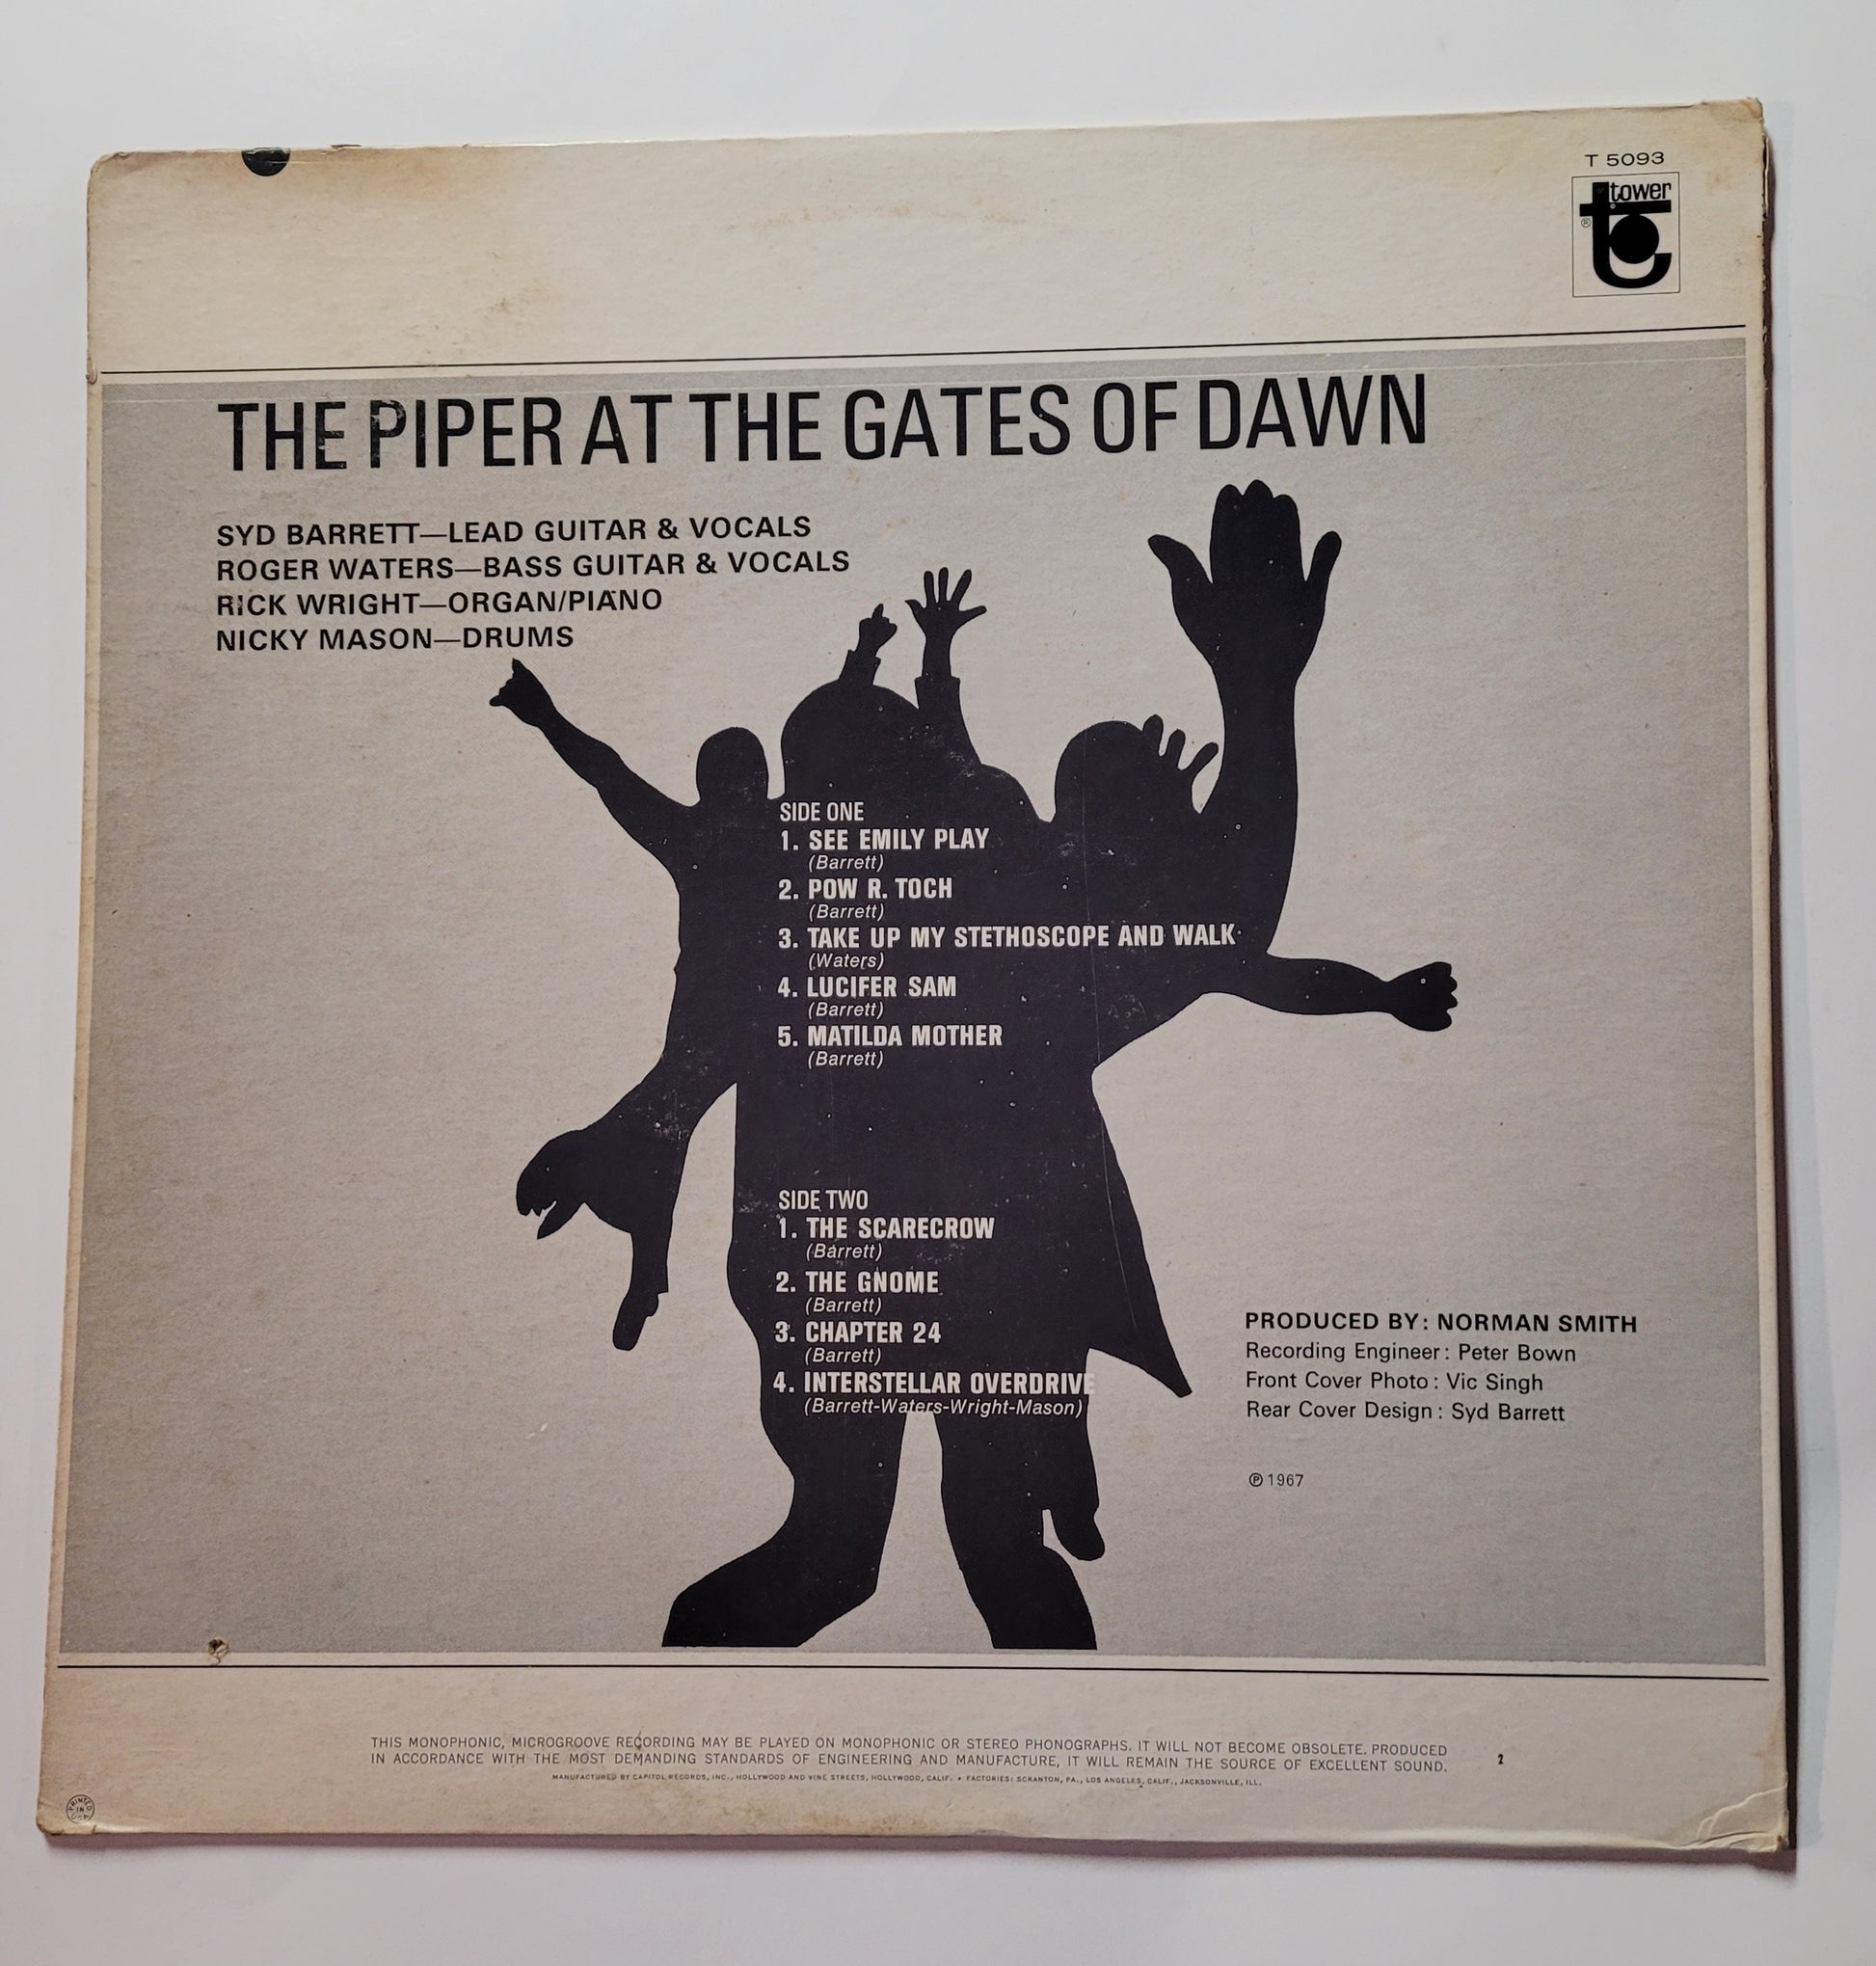 T 5093
tower
®
THE PIPER AT THE GATES OF DAWN
SYD BARRETT—LEAD GUITAR & VOCALS
ROGER WATERS—BASS GUITAR & VOCALS
RICK WRIGHT—ORGAN/PIANO
NICKY MASON—DRUMS
SIDE ONE
1. SEE EMILY PLAY
(Barrett)
2. POW R. TOCH
(Barrett)
3. TAKE UP MY STETHOSCOPE AND WALK
(Waters)
4. LUCIFER SAM
(Barrett)
5. MATILDA MOTHER
(Barrett)
SIDE TWO
1. THE SCARECROW
(Barrett)
2. THE GNOME
(Barrett)
3. CHAPTER 24
(Barrett)
4. INTERSTELLAR OVERDRIVE
(Barrett-Waters-Wright-Mason)
PRODUCED BY: NORMAN SMITH
Recording Engineer: Peter Bown
Front Cover Photo: Vic Singh
Rear Cover Design: Syd Barrett
℗ 1967
THIS MONOPHONIC, MICROGROOVE RECORDING MAY BE PLAYED ON MONOPHONIC OR STEREO PHONOGRAPHS. IT WILL NOT BECOME OBSOLETE. PRODUCED
IN ACCORDANCE WITH THE MOST DEMANDING STANDARDS OF ENGINEERING AND MANUFACTURE, IT WILL REMAIN THE SOURCE OF EXCELLENT SOUND.
2
MANUFACTURED BY CAPITOL RECORDS, INC., HOLLYWOOD AND VINE STREETS, HOLLYWOOD, CALIF. • FACTORIES: SCRANTON, PA., LOS ANGELES, CALIF., JACKSONVILLE, ILL.
PRINTED
IN